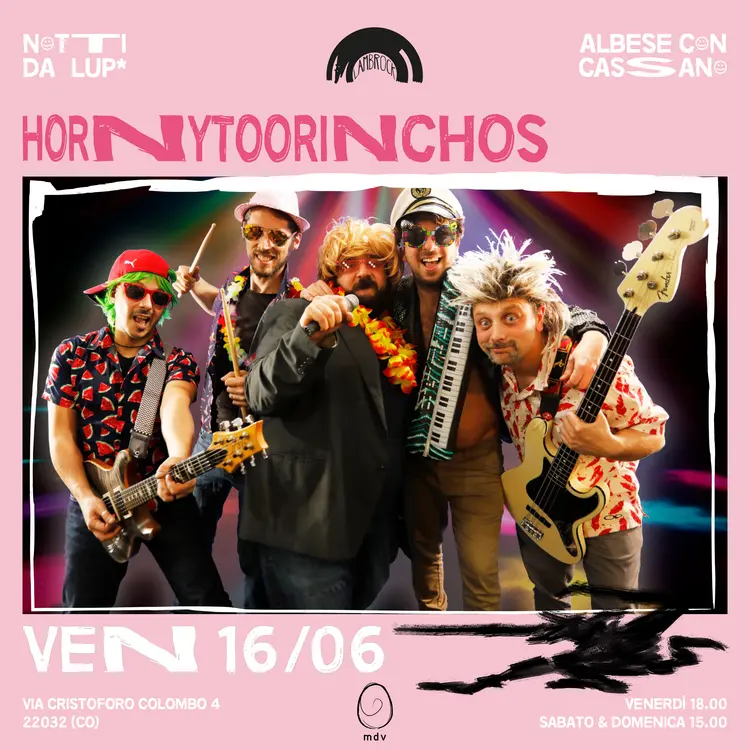 NOTTI
DA LUP*
LAMBROCK
ALBESE CON
CASSANO
HORNYTOORINCHOS
Fender
VEN 16/06
VIA CRISTOFORO COLOMBO 4
22032 (CO)
mdv
VENERDÌ 18.00
SABATO & DOMENICA 15.00